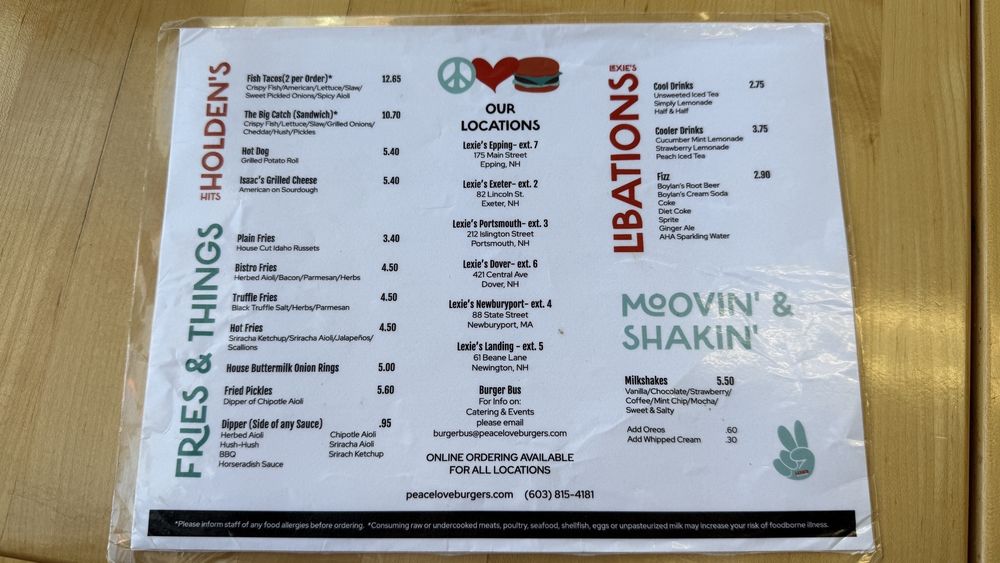 HOLDEN'S
HITS
Fish Tacos(2 per Order)* 12.65
Crispy Fish/American/Lettuce/Slaw/
Sweet Pickled Onions/Spicy Aioli
The Big Catch (Sandwich)* 10.70
Crispy Fish/Lettuce/Slaw/Grilled Onions/
Cheddar/Hush/Pickles
Hot Dog 5.40
Grilled Potato Roll
Isaac's Grilled Cheese 5.40
American on Sourdough
FRIES & THINGS
Plain Fries 3.40
House Cut Idaho Russets
Bistro Fries 4.50
Herbed Aioli/Bacon/Parmesan/Herbs
Truffle Fries 4.50
Black Truffle Salt/Herbs/Parmesan
Hot Fries 4.50
Sriracha Ketchup/Sriracha Aioli/Jalapeños/
Scallions
House Buttermilk Onion Rings 5.00
Fried Pickles 5.60
Dipper of Chipotle Aioli
Dipper (Side of any Sauce) .95
Herbed Aioli Chipotle Aioli
Hush-Hush Sriracha Aioli
BBQ Srirach Ketchup
Horseradish Sauce
OUR
LOCATIONS
Lexie's Epping- ext. 7
175 Main Street
Epping, NH
Lexie's Exeter- ext. 2
82 Lincoln St.
Exeter, NH
Lexie's Portsmouth- ext. 3
212 Islington Street
Portsmouth, NH
Lexie's Dover- ext. 6
421 Central Ave
Dover, NH
Lexie's Newburyport- ext. 4
88 State Street
Newburyport, MA
Lexie's Landing - ext. 5
61 Beane Lane
Newington, NH
Burger Bus
For Info on:
Catering & Events
please email
burgerbus@peaceloveburgers.com
ONLINE ORDERING AVAILABLE
FOR ALL LOCATIONS
peaceloveburgers.com (603) 815-4181
LEXIE'S
LIBATIONS
Cool Drinks 2.75
Unsweetened Iced Tea
Simply Lemonade
Half & Half
Cooler Drinks 3.75
Cucumber Mint Lemonade
Strawberry Lemonade
Peach Iced Tea
Fizz 2.90
Boylan's Root Beer
Boylan's Cream Soda
Coke
Diet Coke
Sprite
Ginger Ale
AHA Sparkling Water
MOOVIN' &
SHAKIN'
Milkshakes 5.50
Vanilla/Chocolate/Strawberry/
Coffee/Mint Chip/Mocha/
Sweet & Salty
Add Oreos .60
Add Whipped Cream .30
*Please inform staff of any food allergies before ordering. *Consuming raw or undercooked meats, poultry, seafood, shellfish, eggs or unpasteurized milk may increase your risk of foodborne illness.